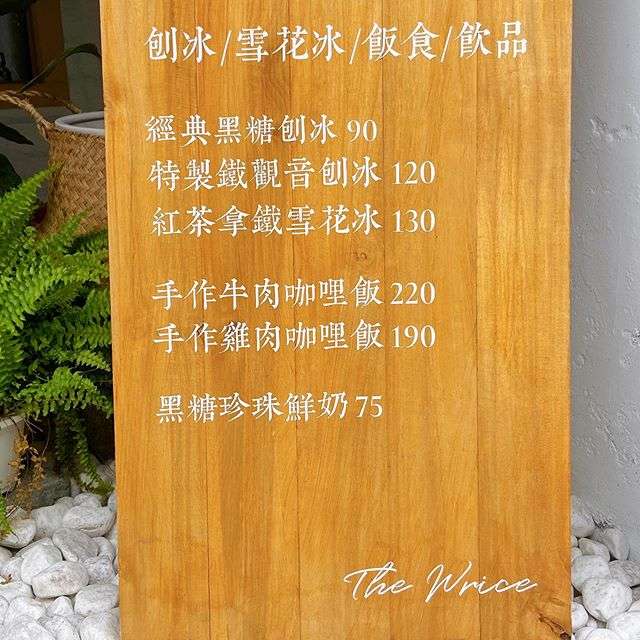 刨冰/雪花冰/飯食/飲品
經典黑糖刨冰 90
特製鐵觀音刨冰 120
紅茶拿鐵雪花冰 130
手作牛肉咖哩飯 220
手作雞肉咖哩飯 190
黑糖珍珠鮮奶 75
The Wrice